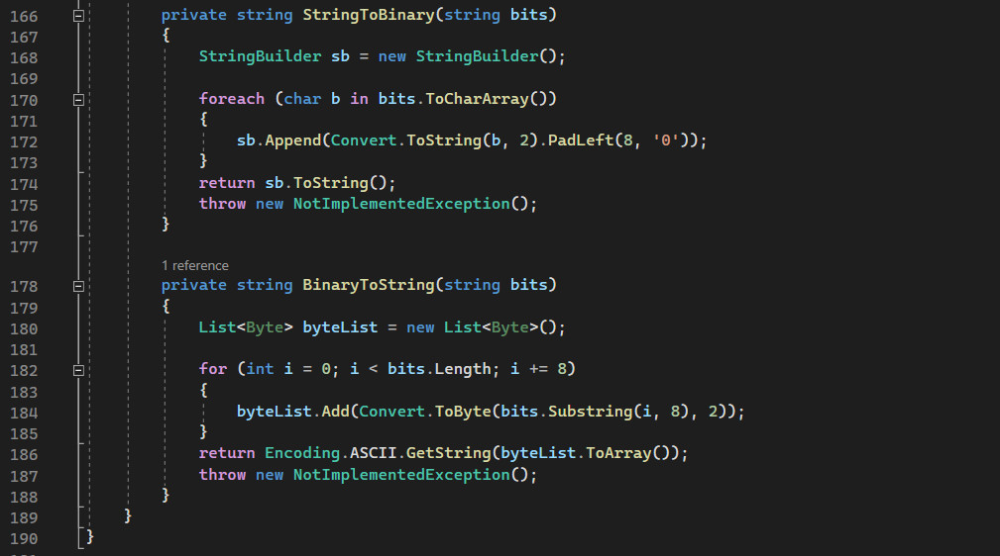 166 private string StringToBinary(string bits)
167 {
168 StringBuilder sb = new StringBuilder();
169
170 foreach (char b in bits.ToCharArray())
171 {
172 sb.Append(Convert.ToString(b, 2).PadLeft(8, '0'));
173 }
174 return sb.ToString();
175 throw new NotImplementedException();
176 }
177
1 reference
178 private string BinaryToString(string bits)
179 {
180 List<Byte> byteList = new List<Byte>();
181
182 for (int i = 0; i < bits.Length; i += 8)
183 {
184 byteList.Add(Convert.ToByte(bits.Substring(i, 8), 2));
185 }
186 return Encoding.ASCII.GetString(byteList.ToArray());
187 throw new NotImplementedException();
188 }
189 }
190 }